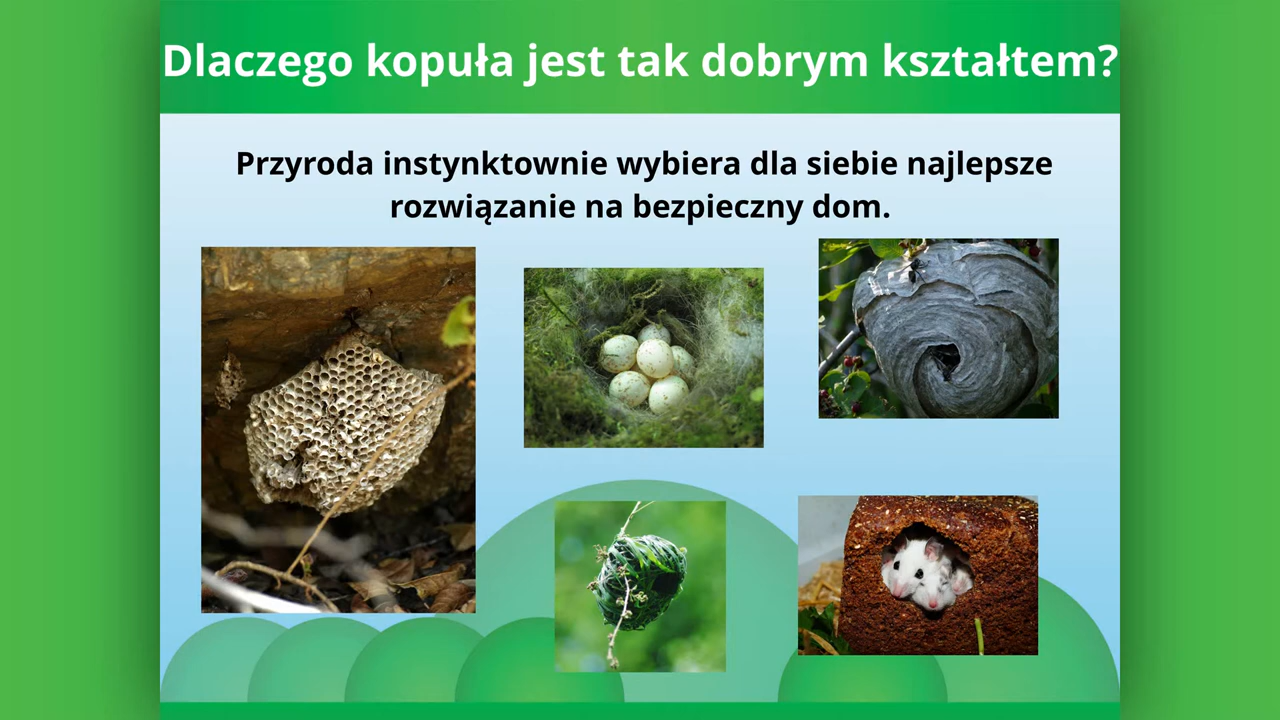 Dlaczego kopuła jest tak dobrym kształtem?
Przyroda instynktownie wybiera dla siebie najlepsze
rozwiązanie na bezpieczny dom.